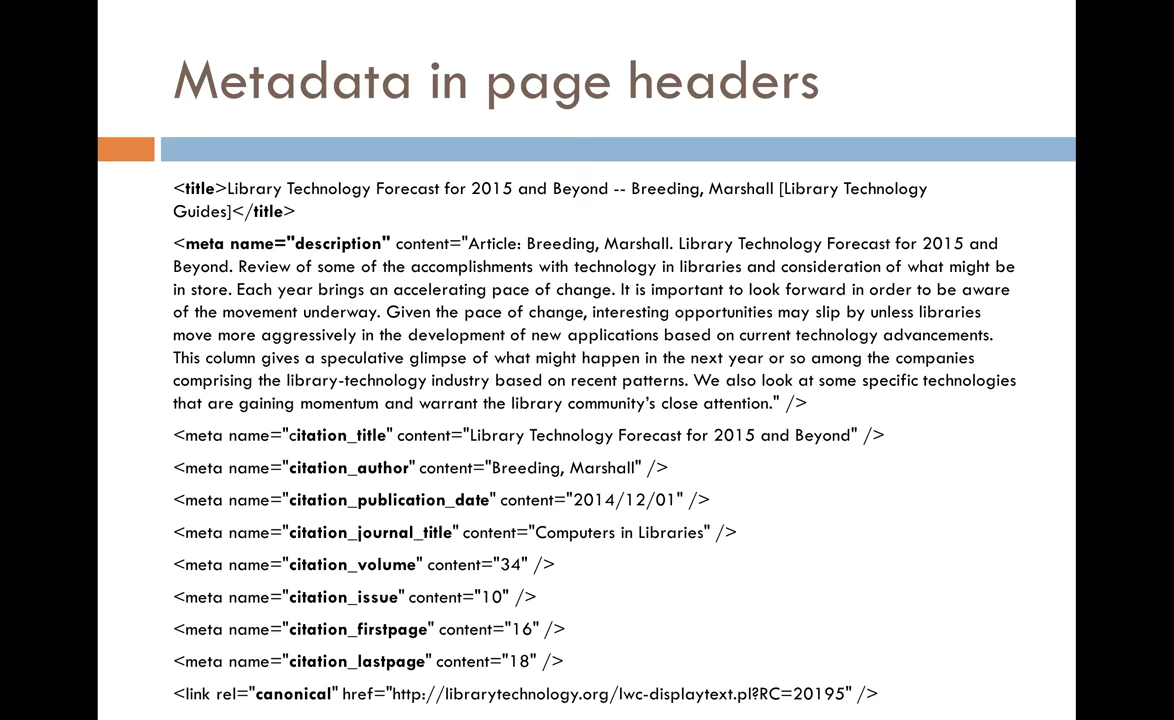 Metadata in page headers
<title>Library Technology Forecast for 2015 and Beyond -- Breeding, Marshall [Library Technology
Guides]</title>
<meta name="description" content="Article: Breeding, Marshall. Library Technology Forecast for 2015 and
Beyond. Review of some of the accomplishments with technology in libraries and consideration of what might be
in store. Each year brings an accelerating pace of change. It is important to look forward in order to be aware
of the movement underway. Given the pace of change, interesting opportunities may slip by unless libraries
move more aggressively in the development of new applications based on current technology advancements.
This column gives a speculative glimpse of what might happen in the next year or so among the companies
comprising the library-technology industry based on recent patterns. We also look at some specific technologies
that are gaining momentum and warrant the library community's close attention." />
<meta name="citation_title" content="Library Technology Forecast for 2015 and Beyond" />
<meta name="citation_author" content="Breeding, Marshall" />
<meta name="citation_publication_date" content="2014/12/01" />
<meta name="citation_journal_title" content="Computers in Libraries" />
<meta name="citation_volume" content="34" />
<meta name="citation_issue" content="10" />
<meta name="citation_firstpage" content="16" />
<meta name="citation_lastpage" content="18" />
<link rel="canonical" href="http://librarytechnology.org/lwc-displaytext.pl?RC=20195" />